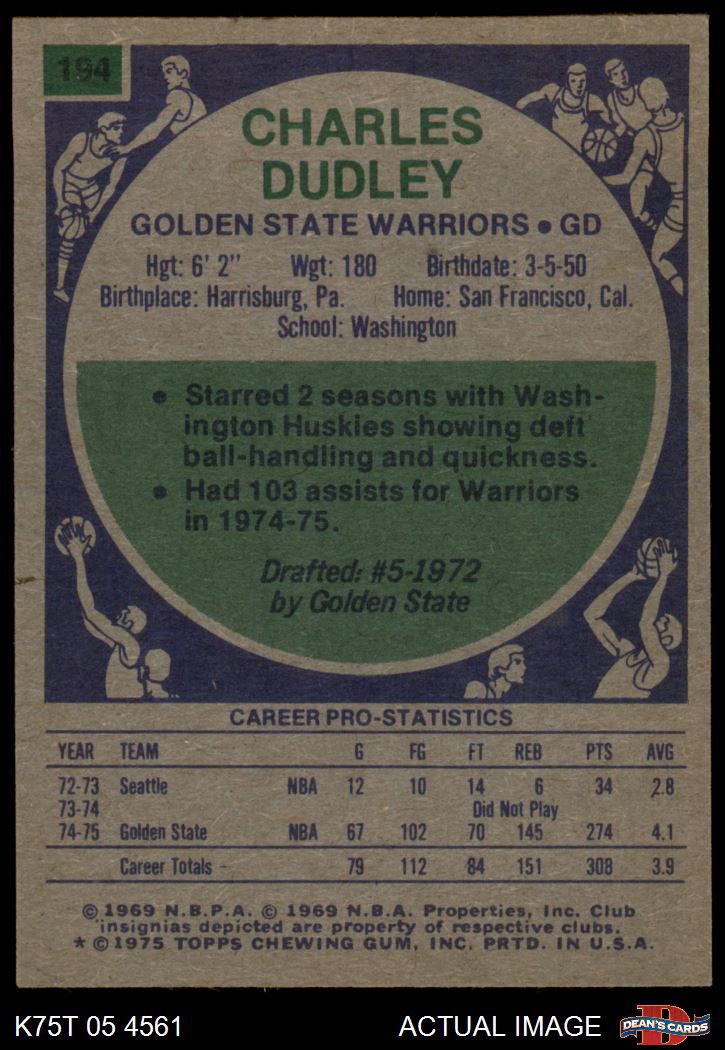 194
CHARLES
DUDLEY
GOLDEN STATE WARRIORS • GD
Hgt: 6' 2" Wgt: 180 Birthdate: 3-5-50
Birthplace: Harrisburg, Pa. Home: San Francisco, Cal.
School: Washington
• Starred 2 seasons with Wash-
ington Huskies showing deft
ball-handling and quickness.
• Had 103 assists for Warriors
in 1974-75.
Drafted: #5-1972
by Golden State
CAREER PRO-STATISTICS
YEAR TEAM G FG FT REB PTS AVG
72-73 Seattle NBA 12 10 14 6 34 2.8
73-74 Did Not Play
74-75 Golden State NBA 67 102 70 145 274 4.1
Career Totals - 79 112 84 151 308 3.9
© 1969 N.B.P.A. © 1969 N.B.A. Properties, Inc. Club
insignias depicted are property of respective clubs.
* © 1975 TOPPS CHEWING GUM, INC. PRTD. IN U.S.A.
K75T 05 4561 ACTUAL IMAGE D DEAN'S CARDS